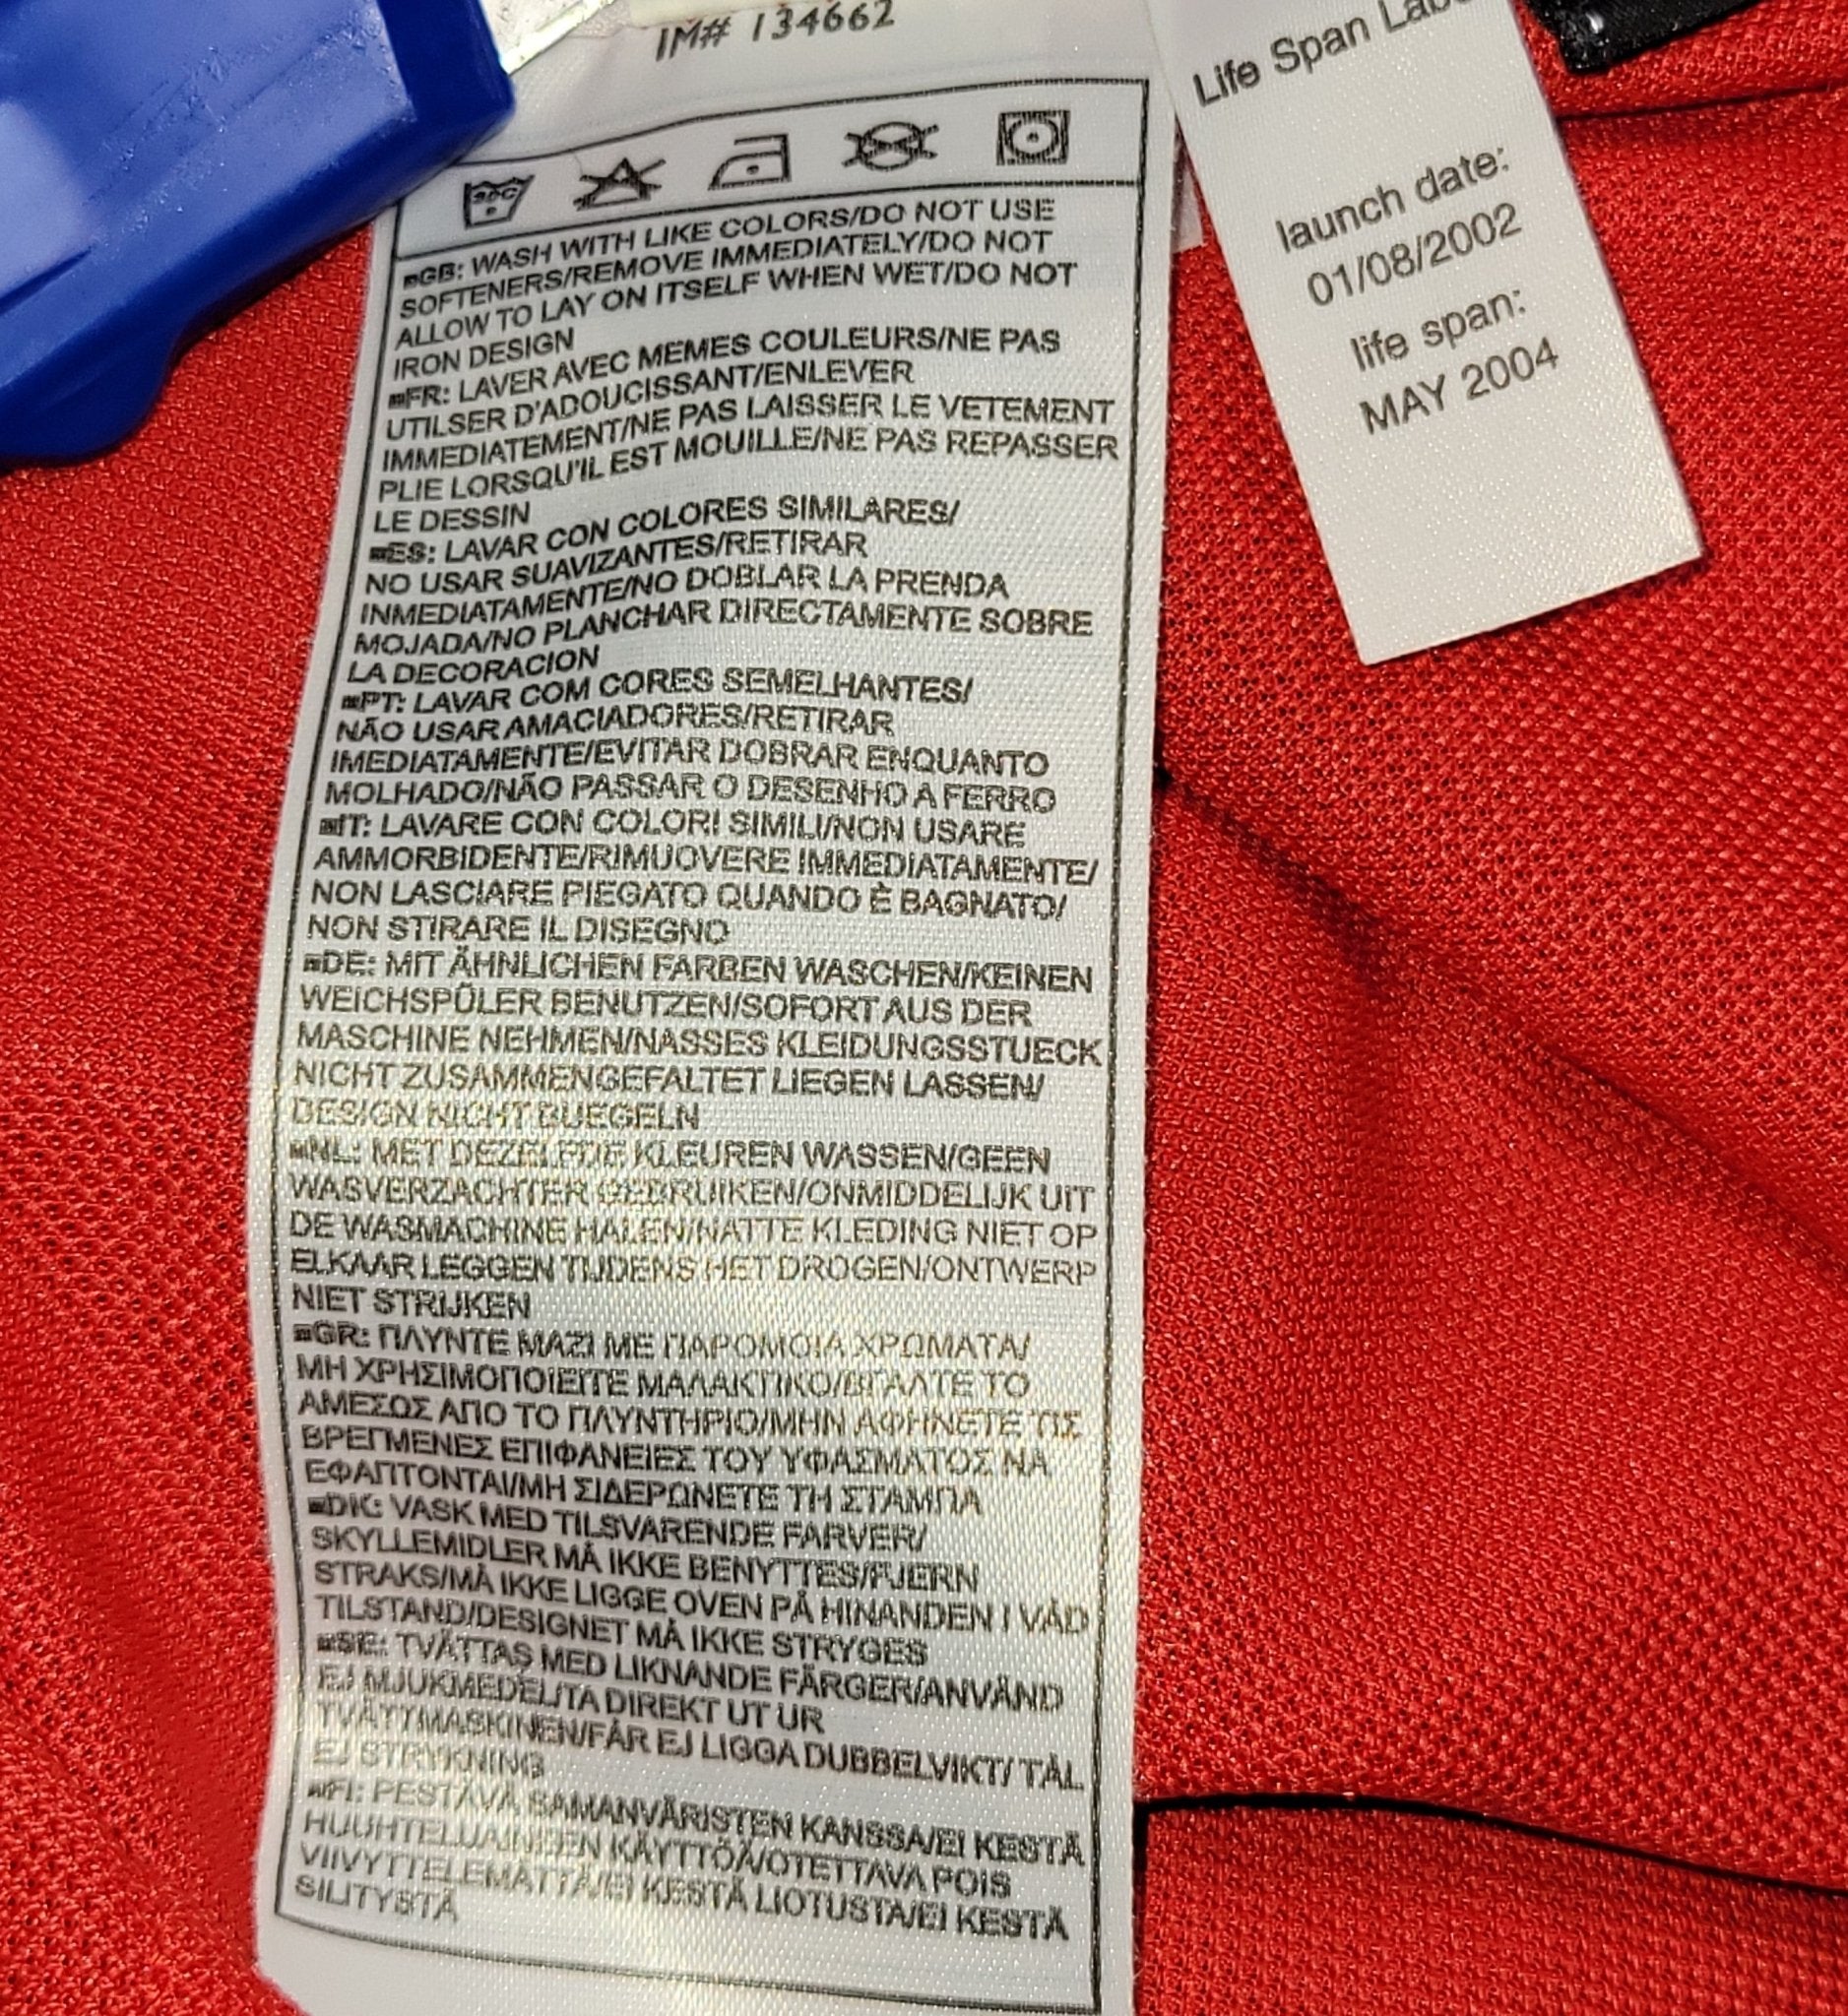 IM# 134662
30C
GB: WASH WITH LIKE COLORS/DO NOT USE
SOFTENERS/REMOVE IMMEDIATELY/DO NOT
ALLOW TO LAY ON ITSELF WHEN WET/DO NOT
IRON DESIGN
FR: LAVER AVEC MEMES COULEURS/NE PAS
UTILSER D'ADOUCISSANT/ENLEVER
IMMEDIATEMENT/NE PAS LAISSER LE VETEMENT
PLIE LORSQU'IL EST MOUILLE/NE PAS REPASSER
LE DESSIN
ES: LAVAR CON COLORES SIMILARES/
NO USAR SUAVIZANTES/RETIRAR
INMEDIATAMENTE/NO DOBLAR LA PRENDA
MOJADA/NO PLANCHAR DIRECTAMENTE SOBRE
LA DECORACION
PT: LAVAR COM CORES SEMELHANTES/
NÃO USAR AMACIADORES/RETIRAR
IMEDIATAMENTE/EVITAR DOBRAR ENQUANTO
MOLHADO/NÃO PASSAR O DESENHO A FERRO
IT: LAVARE CON COLORI SIMILI/NON USARE
AMMORBIDENTE/RIMUOVERE IMMEDIATAMENTE/
NON LASCIARE PIEGATO QUANDO È BAGNATO/
NON STIRARE IL DISEGNO
DE: MIT ÄHNLICHEN FARBEN WASCHEN/KEINEN
WEICHSPÜLER BENUTZEN/SOFORT AUS DER
MASCHINE NEHMEN/NASSES KLEIDUNGSSTUECK
NICHT ZUSAMMENGEFALTET LIEGEN LASSEN/
DESIGN NICHT BUEGELN
NL: MET DEZELFDE KLEUREN WASSEN/GEEN
WASVERZACHTER GEBRUIKEN/ONMIDDELIJK UIT
DE WASMACHINE HALEN/NATTE KLEDING NIET OP
ELKAAR LEGGEN TIJDENS HET DROGEN/ONTWERP
NIET STRIJKEN
GR: ΠΛΥΝΤΕ ΜΑΖΙ ΜΕ ΠΑΡΟΜΟΙΑ ΧΡΩΜΑΤΑ/
ΜΗ ΧΡΗΣΙΜΟΠΟΙΕΙΤΕ ΜΑΛΑΚΤΙΚΟ/ΒΓΑΛΤΕ ΤΟ
ΑΜΕΣΩΣ ΑΠΟ ΤΟ ΠΛΥΝΤΗΡΙΟ/ΜΗΝ ΑΦΗΝΕΤΕ ΤΙΣ
ΒΡΕΓΜΕΝΕΣ ΕΠΙΦΑΝΕΙΕΣ ΤΟΥ ΥΦΑΣΜΑΤΟΣ ΝΑ
ΕΦΑΠΤΟΝΤΑΙ/ΜΗ ΣΙΔΕΡΩΝΕΤΕ ΤΗ ΣΤΑΜΠΑ
DK: VASK MED TILSVARENDE FARVER/
SKYLLEMIDLER MÅ IKKE BENYTTES/FJERN
STRAKS/MÅ IKKE LIGGE OVEN PÅ HINANDEN I VÅD
TILSTAND/DESIGNET MÅ IKKE STRYGES
SE: TVÄTTAS MED LIKNANDE FÄRGER/ANVÄND
EJ MJUKMEDEL/TA DIREKT UT UR
TVÄTTMASKINEN/FÅR EJ LIGGA DUBBELVIKT/ TÅL
EJ STRYKNING
FI: PESTÄVÄ SAMANVÄRISTEN KANSSA/EI KESTÄ
HUUHTELUAINEEN KÄYTTÖÄ/OTETTAVA POIS
VIIVYTTELEMÄTTÄ/EI KESTÄ LIOTUSTA/EI KESTÄ
SILITYSTÄ
Life Span
launch date:
01/08/2002
life span:
MAY 2004